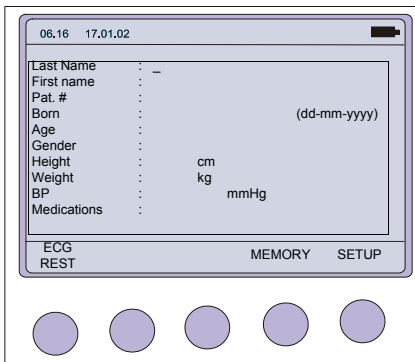 06.16 17.01.02
Last Name : _
First name :
Pat. # :
Born : (dd-mm-yyyy)
Age :
Gender :
Height : cm
Weight : kg
BP : mmHg
Medications :
ECG REST MEMORY SETUP